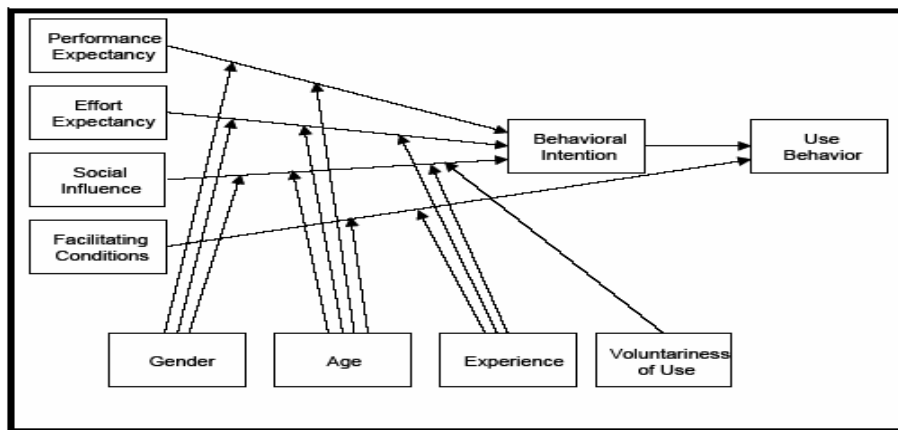 Performance
Expectancy
Effort
Expectancy
Social
Influence
Facilitating
Conditions
Behavioral
Intention
Use
Behavior
Gender
Age
Experience
Voluntariness
of Use